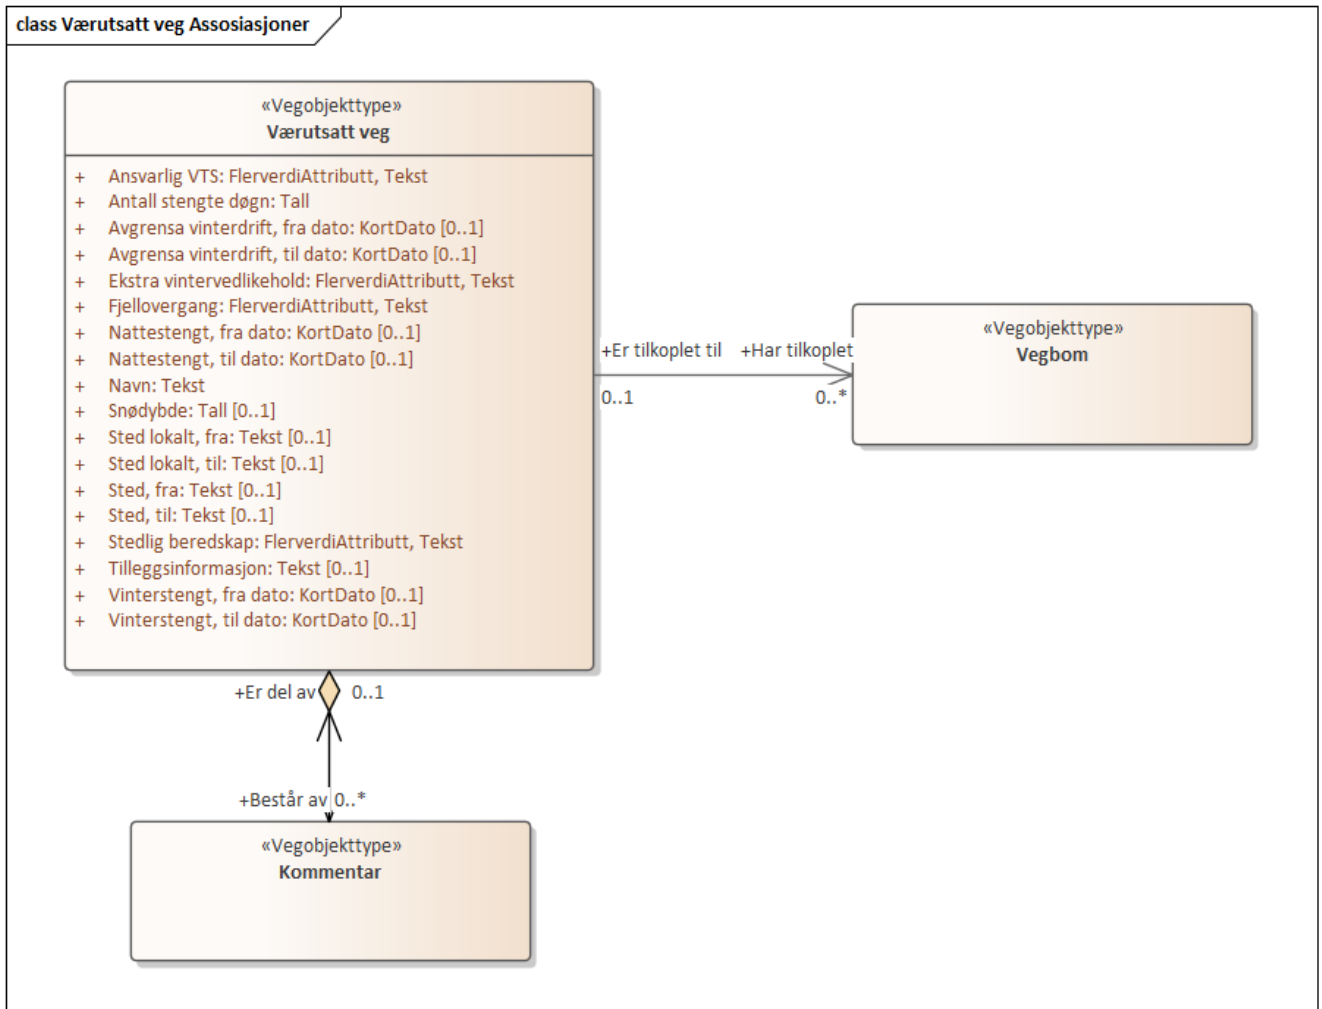 class Værutsatt veg Assosiasjoner
«Vegobjekttype»
Værutsatt veg
+ Ansvarlig VTS: FlerverdiAttributt, Tekst
+ Antall stengte døgn: Tall
+ Avgrensa vinterdrift, fra dato: KortDato [0..1]
+ Avgrensa vinterdrift, til dato: KortDato [0..1]
+ Ekstra vintervedlikehold: FlerverdiAttributt, Tekst
+ Fjellovergang: FlerverdiAttributt, Tekst
+ Nattestengt, fra dato: KortDato [0..1]
+ Nattestengt, til dato: KortDato [0..1]
+ Navn: Tekst
+ Snødybde: Tall [0..1]
+ Sted lokalt, fra: Tekst [0..1]
+ Sted lokalt, til: Tekst [0..1]
+ Sted, fra: Tekst [0..1]
+ Sted, til: Tekst [0..1]
+ Stedlig beredskap: FlerverdiAttributt, Tekst
+ Tilleggsinformasjon: Tekst [0..1]
+ Vinterstengt, fra dato: KortDato [0..1]
+ Vinterstengt, til dato: KortDato [0..1]
+Er tilkoplet til +Har tilkoplet
0..1 0..*
«Vegobjekttype»
Vegbom
+Er del av 0..1
+Består av 0..*
«Vegobjekttype»
Kommentar